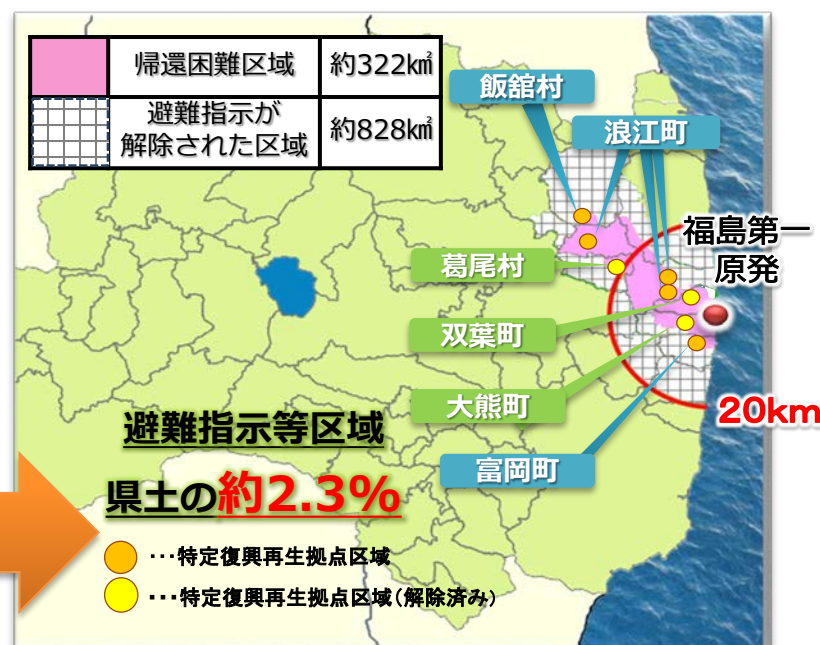 帰還困難区域 約322㎢
避難指示が
解除された区域 約828㎢
飯舘村
浪江町
福島第一
原発
葛尾村
双葉町
大熊町
20km
富岡町
避難指示等区域
県土の約2.3%
･･･特定復興再生拠点区域
･･･特定復興再生拠点区域(解除済み)